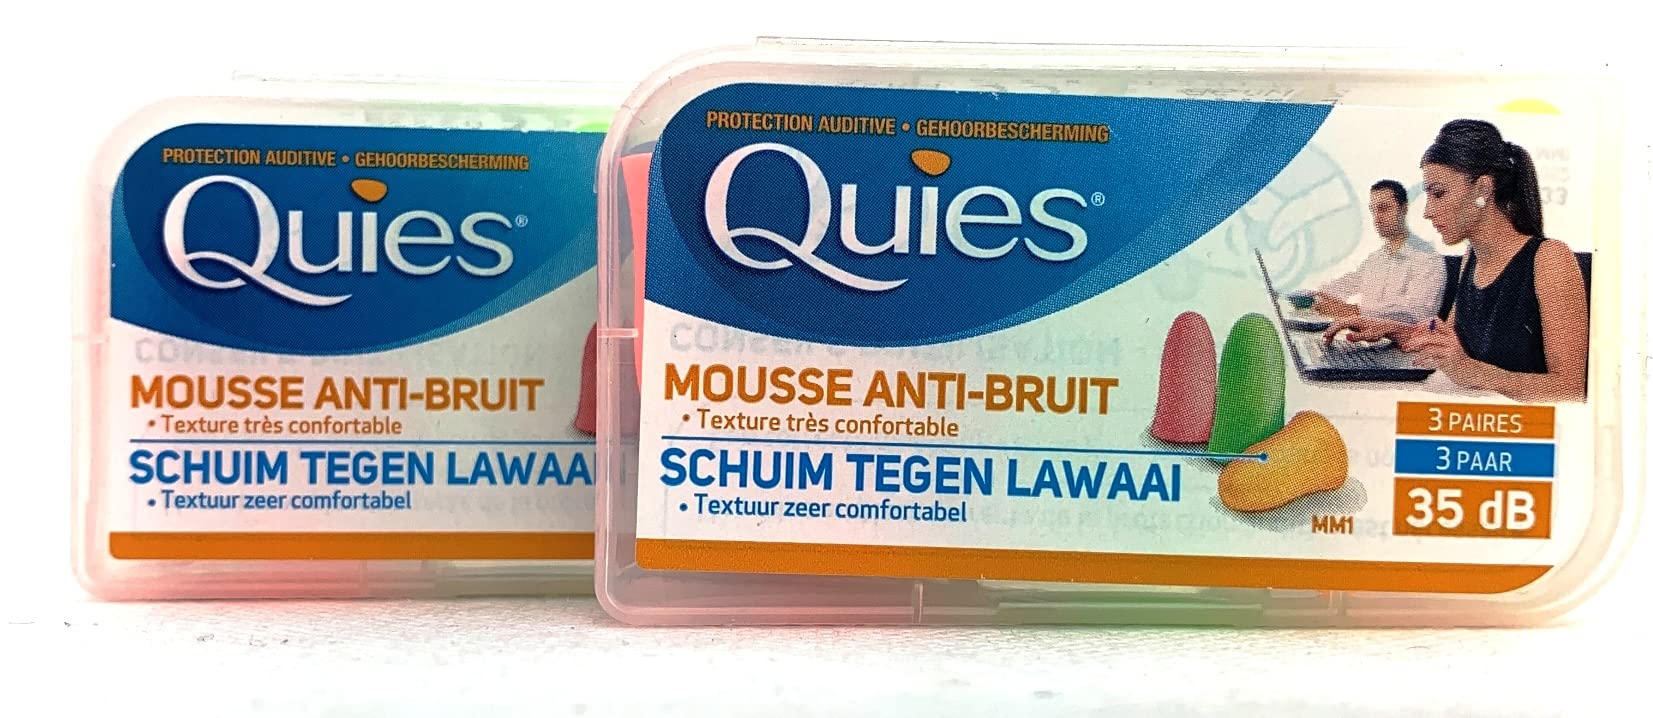 PROTECTION AUDITIVE • GEHOORBESCHERMING
Quies®
MOUSSE ANTI-BRUIT
• Texture très confortable
SCHUIM TEGEN LAWAAI
• Textuur zeer comfortabel
PROTECTION AUDITIVE • GEHOORBESCHERMING
Quies®
MOUSSE ANTI-BRUIT
• Texture très confortable
SCHUIM TEGEN LAWAAI
• Textuur zeer comfortabel
MM1
3 PAIRES
3 PAAR
35 dB